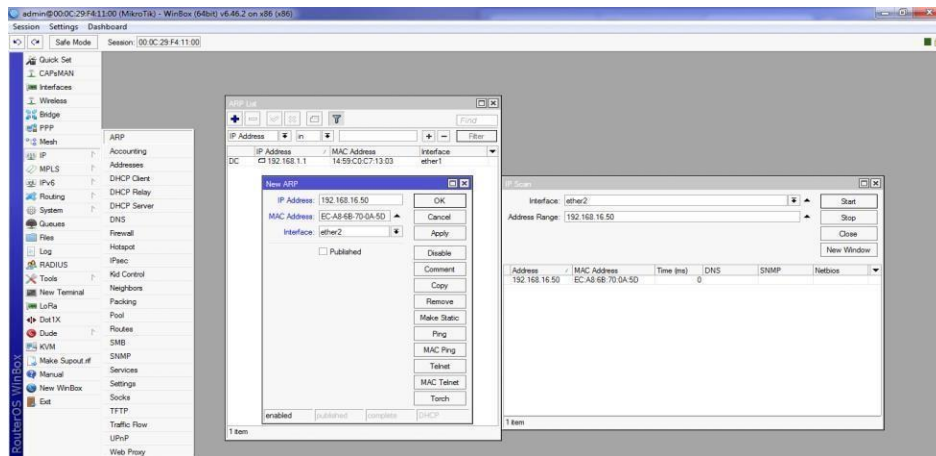 admin@00:0C:29:F4:11:00 (MikroTik) - WinBox (64bit) v6.46.2 on x86 (x86)
Session Settings Dashboard
Safe Mode Session: 00:0C:29:F4:11:00
Quick Set
CAPsMAN
Interfaces
Wireless
Bridge
PPP
Mesh
IP
MPLS
IPv6
Routing
System
Queues
Files
Log
RADIUS
Tools
New Terminal
LoRa
Dot1X
Dude
KVM
Make Supout.rif
Manual
New WinBox
Exit
RouterOS WinBox
ARP
Accounting
Addresses
DHCP Client
DHCP Relay
DHCP Server
DNS
Firewall
Hotspot
IPsec
Kid Control
Neighbors
Packing
Pool
Routes
SMB
SNMP
Services
Settings
Socks
TFTP
Traffic Flow
UPnP
Web Proxy
ARP List
Find
IP Address in Filter
IP Address MAC Address Interface
DC 192.168.1.1 14:59:C0:C7:13:03 ether1
1 item
New ARP
IP Address: 192.168.16.50
MAC Address: EC-A8-6B-70-0A-5D
Interface: ether2
Published
OK
Cancel
Apply
Disable
Comment
Copy
Remove
Make Static
Ping
MAC Ping
Telnet
MAC Telnet
Torch
enabled published complete DHCP
IP Scan
Interface: ether2
Address Range: 192.168.16.50
Start
Stop
Close
New Window
Address MAC Address Time (ms) DNS SNMP Netbios
192.168.16.50 EC:A8:6B:70:0A:5D 0
1 item